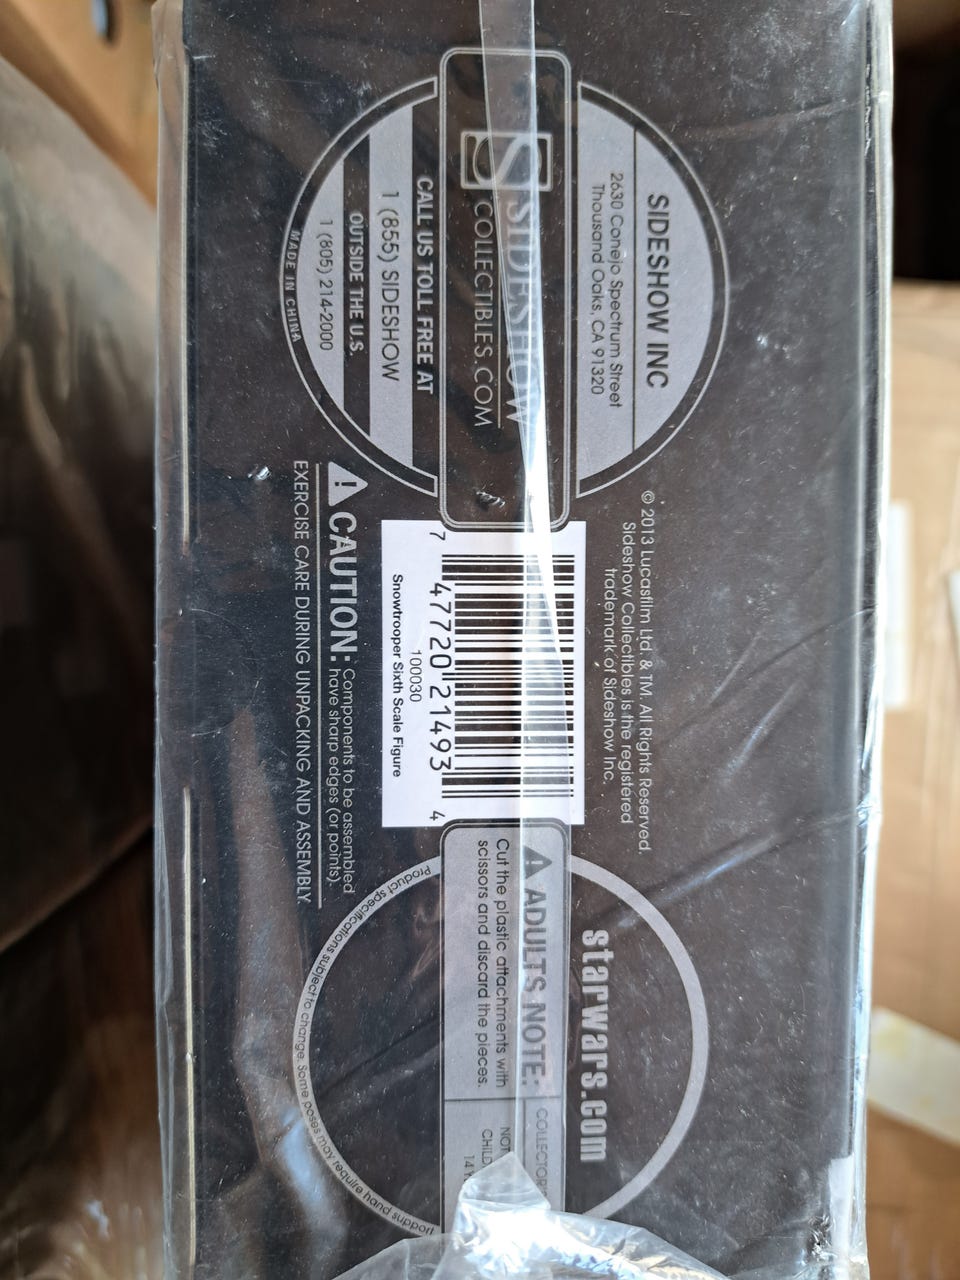 SIDESHOW INC
2630 Conejo Spectrum Street
Thousand Oaks, CA 91320
S SIDESHOW
COLLECTIBLES.COM
CALL US TOLL FREE AT
1 (855) SIDESHOW
OUTSIDE THE U.S.
1 (805) 214-2000
MADE IN CHINA
© 2013 Lucasfilm Ltd. & TM. All Rights Reserved.
Sideshow Collectibles is the registered
trademark of Sideshow Inc.
7 47720 21493 4
100030
Snowtrooper Sixth Scale Figure
CAUTION: Components to be assembled
have sharp edges (or points).
EXERCISE CARE DURING UNPACKING AND ASSEMBLY.
starwars.com
ADULTS NOTE:
Cut the plastic attachments with
scissors and discard the pieces.
COLLECTOR
NOT
CHILD
14
Product specifications subject to change. Some poses may require hand support